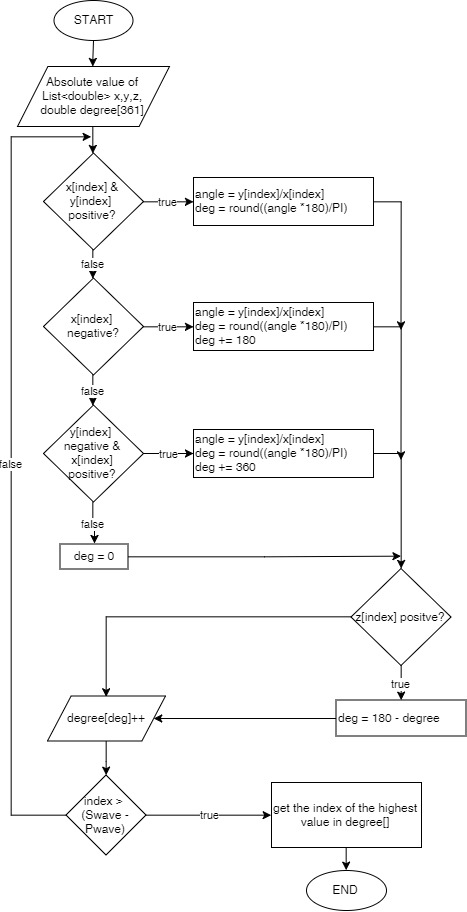 START
Absolute value of
List<double> x,y,z,
double degree[361]
x[index] &
y[index]
positive?
true
angle = y[index]/x[index]
deg = round((angle *180)/PI)
false
x[index]
negative?
true
angle = y[index]/x[index]
deg = round((angle *180)/PI)
deg += 180
false
y[index]
negative &
x[index]
positive?
true
angle = y[index]/x[index]
deg = round((angle *180)/PI)
deg += 360
false
false
deg = 0
z[index] positve?
true
deg = 180 - degree
degree[deg]++
index >
(Swave -
Pwave)
true
get the index of the highest
value in degree[]
END